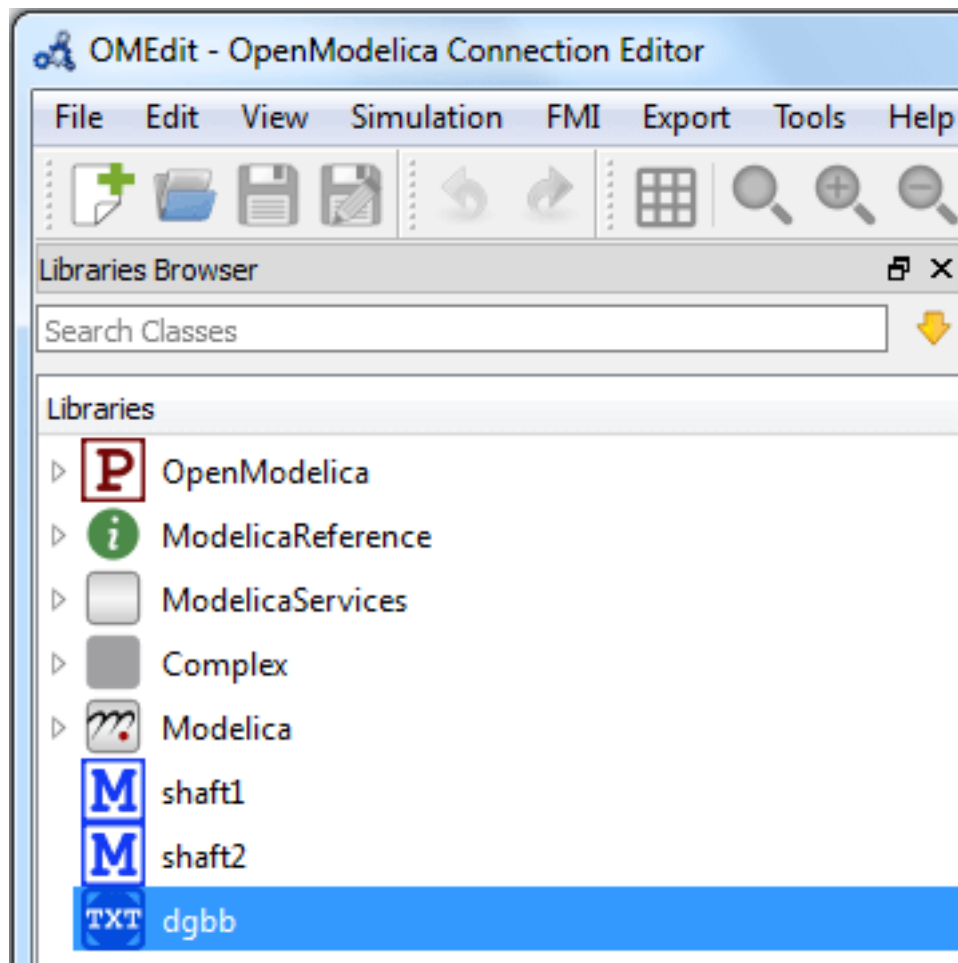 OMEdit - OpenModelica Connection Editor
File Edit View Simulation FMI Export Tools Help
Libraries Browser
Search Classes
Libraries
P OpenModelica
i ModelicaReference
ModelicaServices
Complex
m Modelica
M shaft1
M shaft2
TXT dgbb